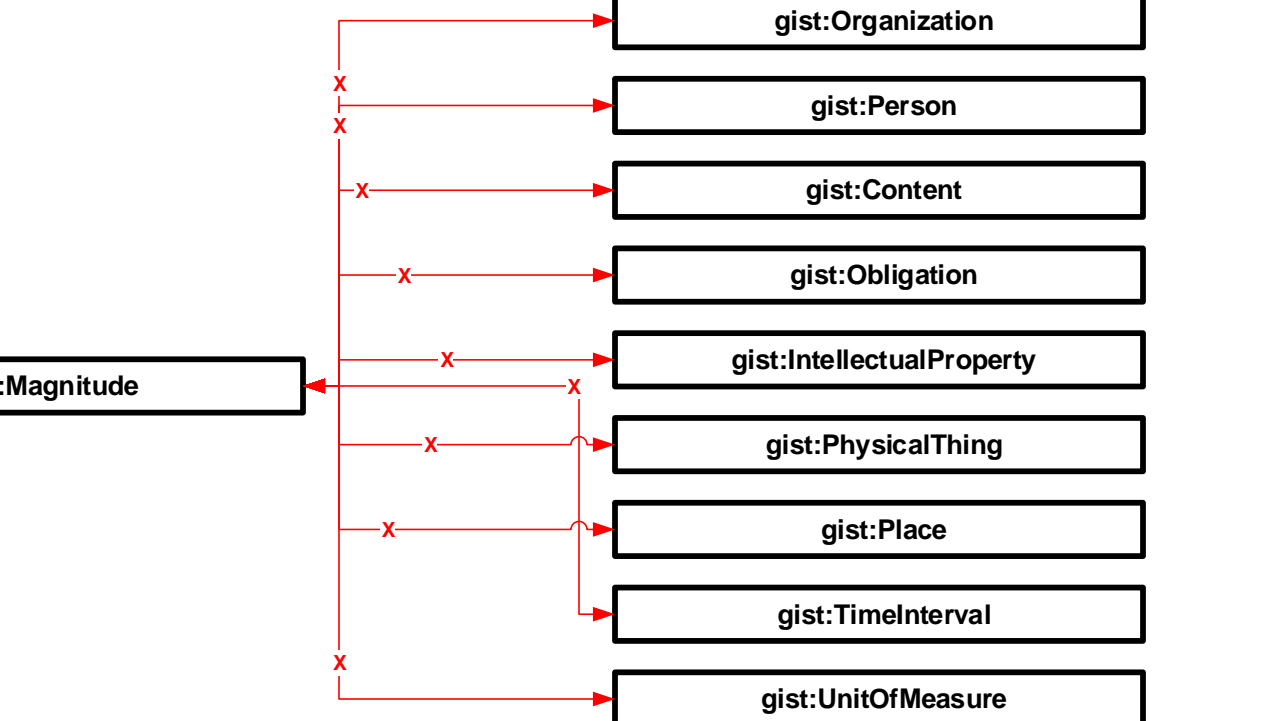 gist:Organization
X
gist:Person
X
X
gist:Content
X
gist:Obligation
X
gist:IntellectualProperty
:Magnitude
X
X
gist:PhysicalThing
X
gist:Place
gist:TimeInterval
X
gist:UnitOfMeasure